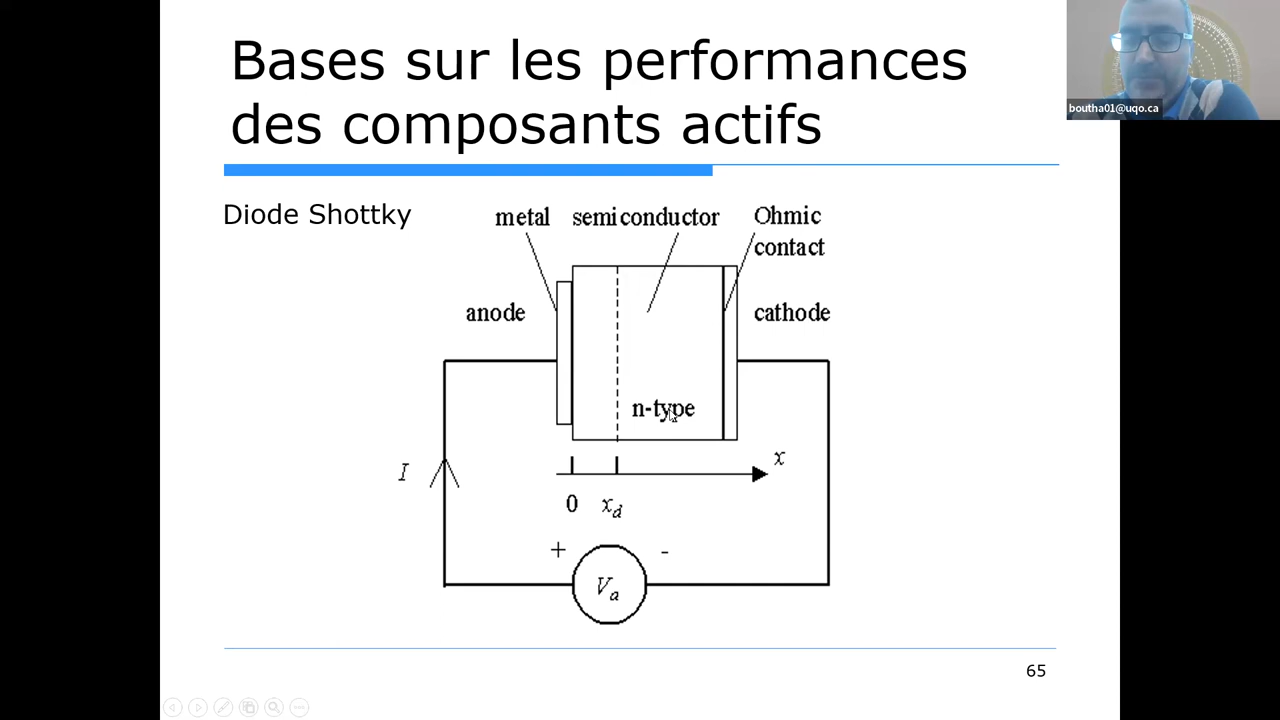 Bases sur les performances
des composants actifs
boutha01@uqo.ca
Diode Shottky
metal
semiconductor
Ohmic
contact
anode
cathode
n-type
I
x
0
x_d
+
-
V_a
65